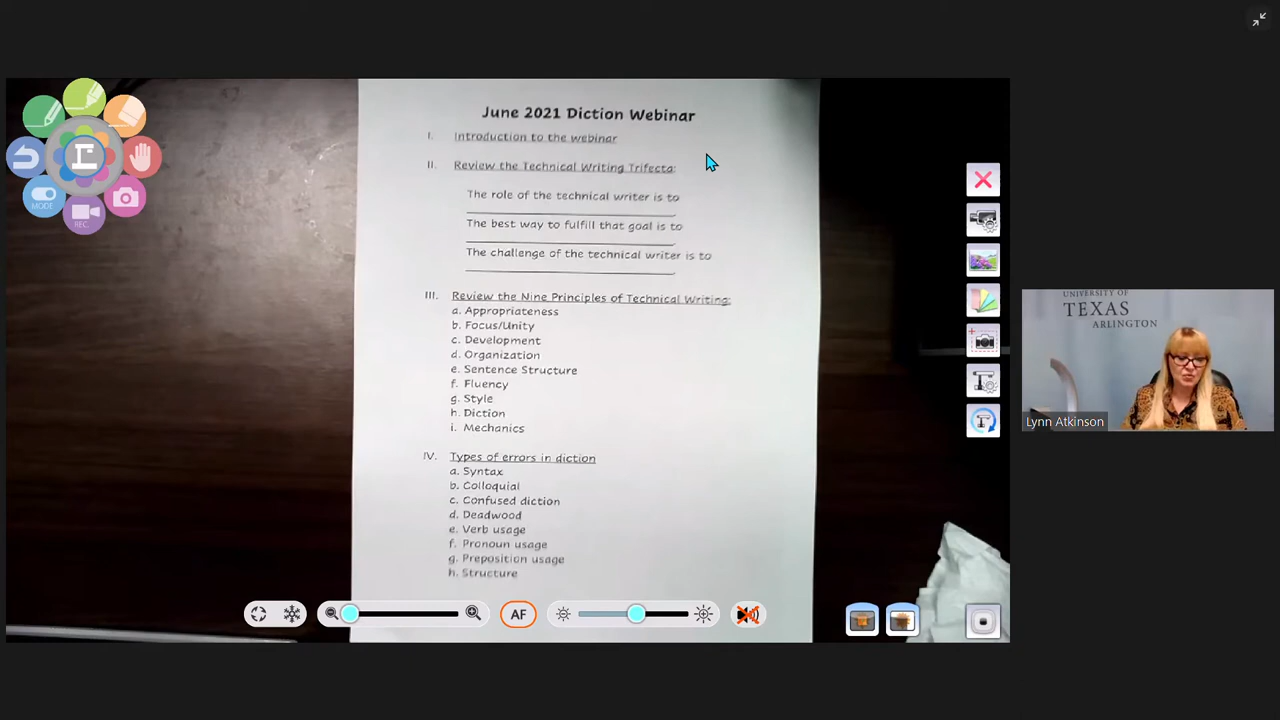 June 2021 Diction Webinar
I. Introduction to the webinar
II. Review the Technical Writing Trifecta:
The role of the technical writer is to
The best way to fulfill that goal is to
The challenge of the technical writer is to
III. Review the Nine Principles of Technical Writing:
a. Appropriateness
b. Focus/Unity
c. Development
d. Organization
e. Sentence Structure
f. Fluency
g. Style
h. Diction
i. Mechanics
IV. Types of errors in diction
a. Syntax
b. Colloquial
c. Confused diction
d. Deadwood
e. Verb usage
f. Pronoun usage
g. Preposition usage
h. Structure
MODE
REC.
AF
UNIVERSITY OF
TEXAS
ARLINGTON
Lynn Atkinson